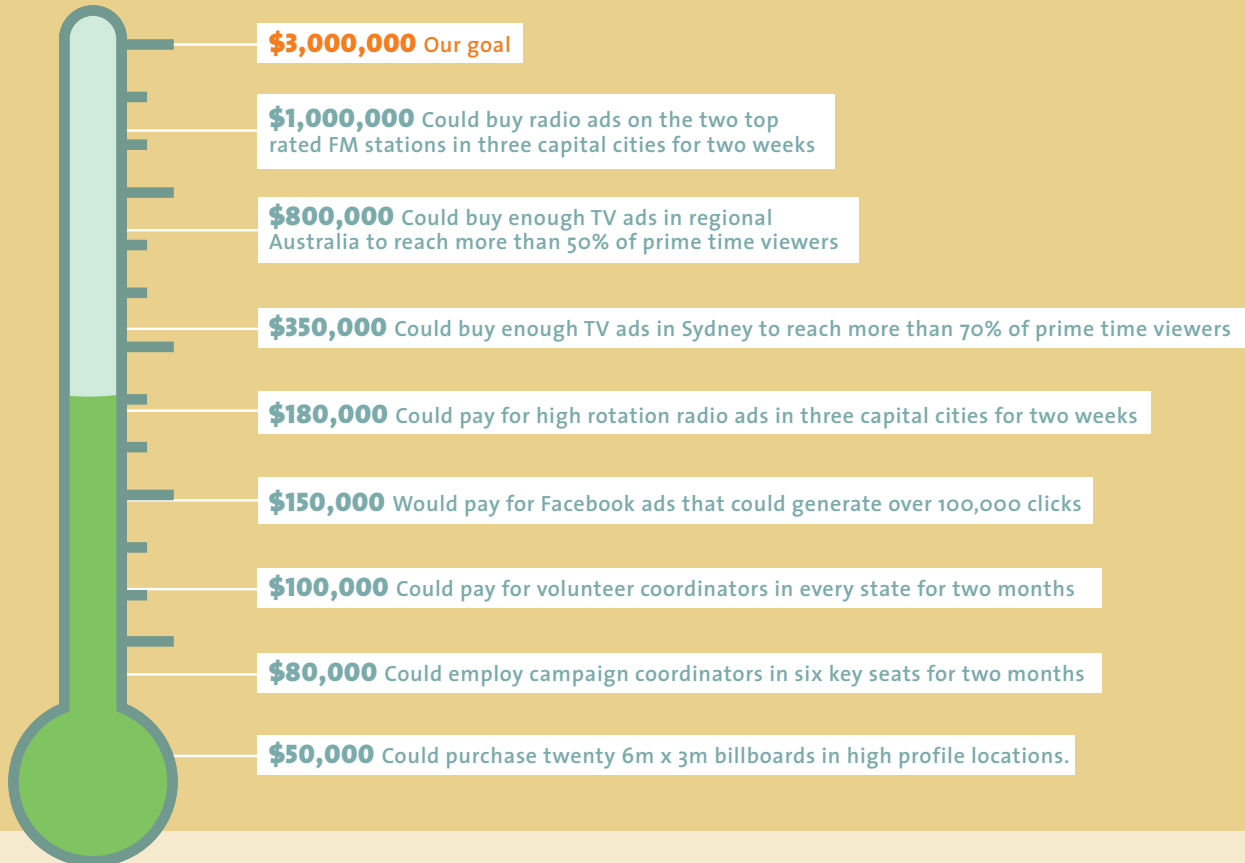 $3,000,000 Our goal
$1,000,000 Could buy radio ads on the two top
rated FM stations in three capital cities for two weeks
$800,000 Could buy enough TV ads in regional
Australia to reach more than 50% of prime time viewers
$350,000 Could buy enough TV ads in Sydney to reach more than 70% of prime time viewers
$180,000 Could pay for high rotation radio ads in three capital cities for two weeks
$150,000 Would pay for Facebook ads that could generate over 100,000 clicks
$100,000 Could pay for volunteer coordinators in every state for two months
$80,000 Could employ campaign coordinators in six key seats for two months
$50,000 Could purchase twenty 6m x 3m billboards in high profile locations.